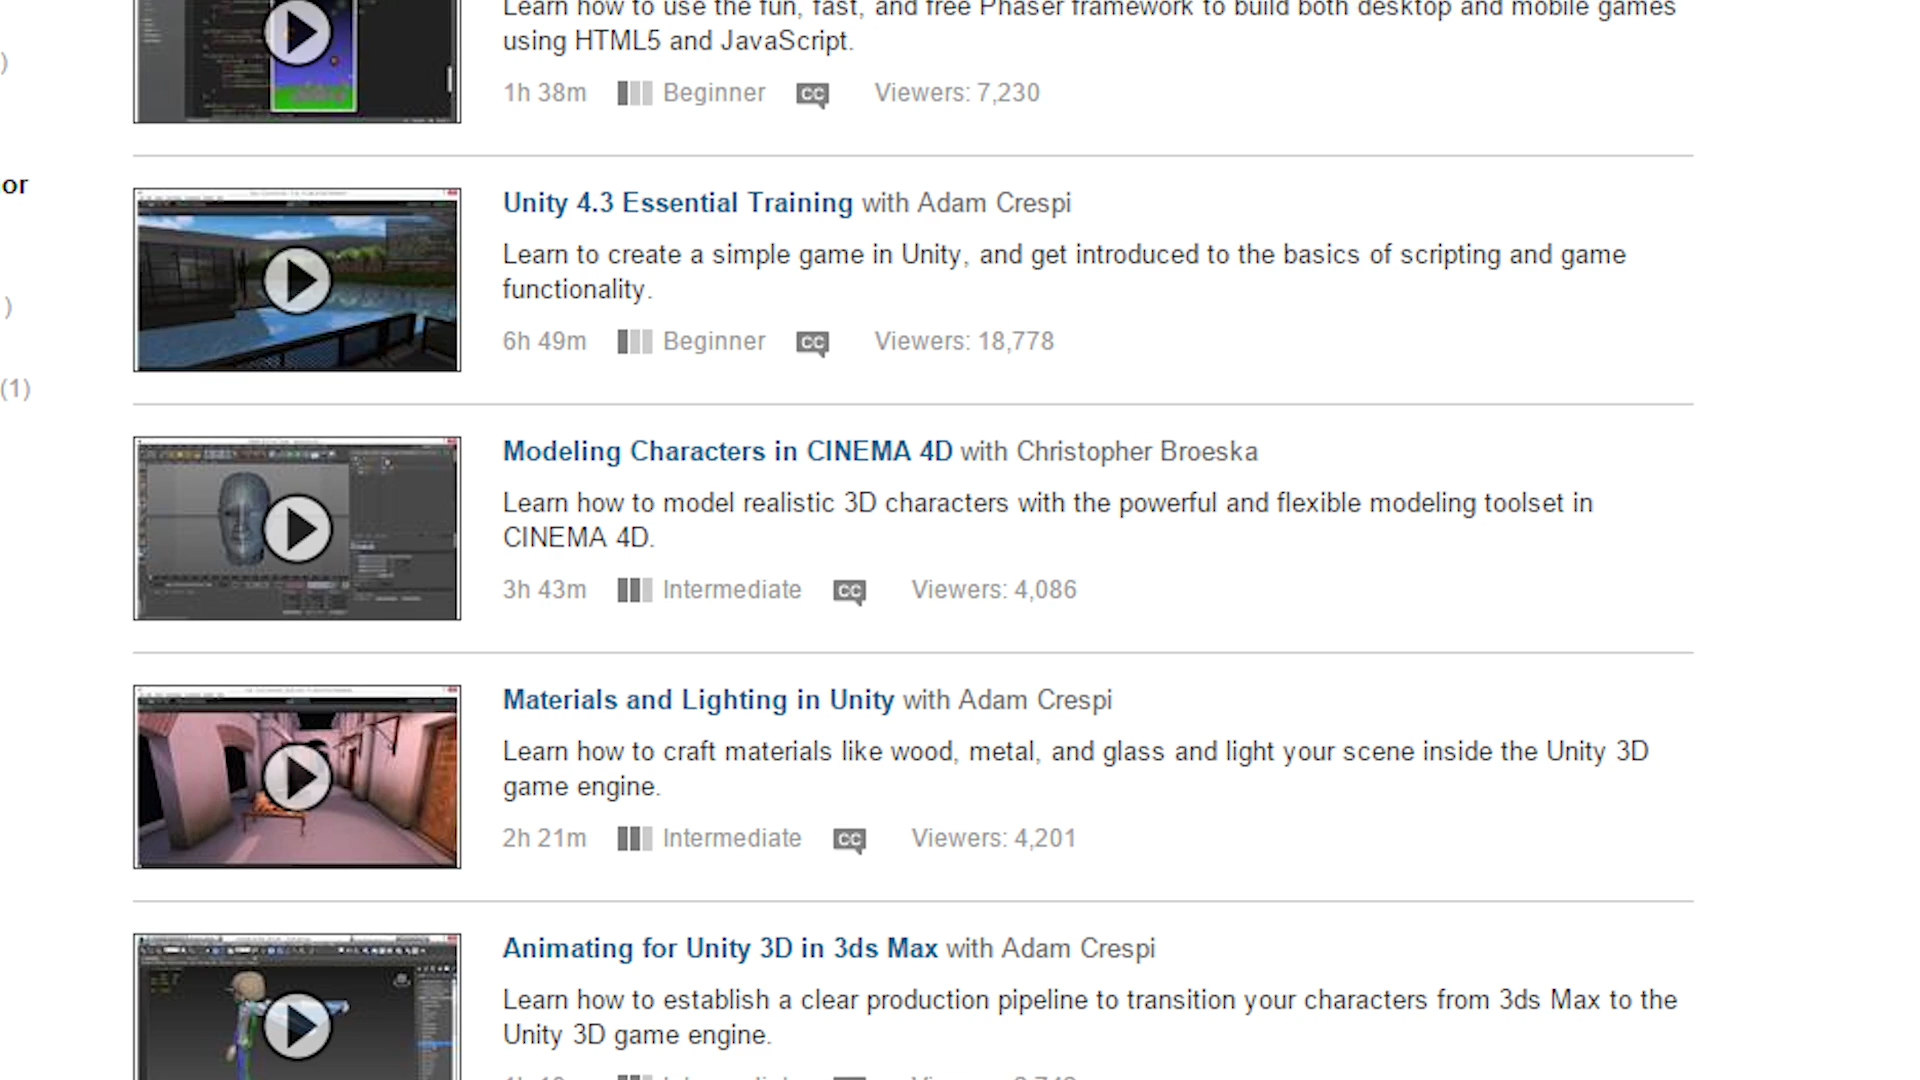 Learn how to use the fun, fast, and free Phaser framework to build both desktop and mobile games
using HTML5 and JavaScript.
)
1h 38m Beginner CC Viewers: 7,230
or
Unity 4.3 Essential Training with Adam Crespi
Learn to create a simple game in Unity, and get introduced to the basics of scripting and game
functionality.
)
6h 49m Beginner CC Viewers: 18,778
(1)
Modeling Characters in CINEMA 4D with Christopher Broeska
Learn how to model realistic 3D characters with the powerful and flexible modeling toolset in
CINEMA 4D.
3h 43m Intermediate CC Viewers: 4,086
Materials and Lighting in Unity with Adam Crespi
Learn how to craft materials like wood, metal, and glass and light your scene inside the Unity 3D
game engine.
2h 21m Intermediate CC Viewers: 4,201
Animating for Unity 3D in 3ds Max with Adam Crespi
Learn how to establish a clear production pipeline to transition your characters from 3ds Max to the
Unity 3D game engine.